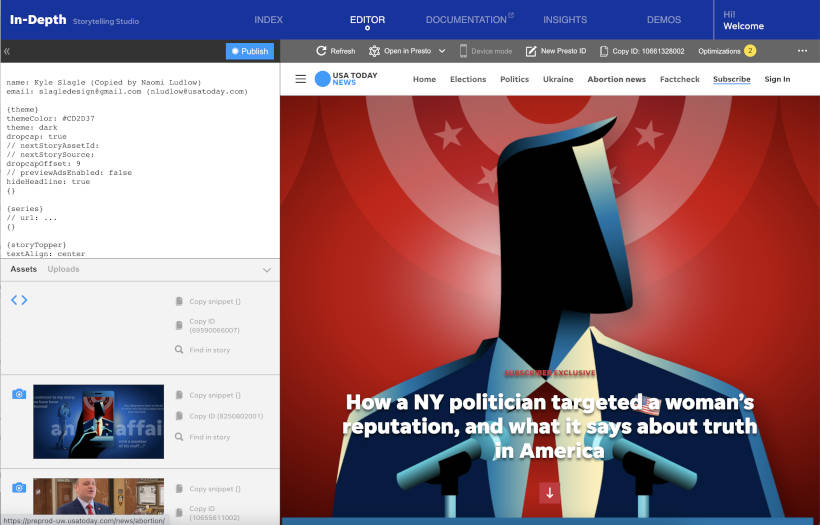 In-Depth Storytelling Studio
INDEX
EDITOR
DOCUMENTATION
INSIGHTS
DEMOS
Hi!
Welcome
Publish
Refresh
Open in Presto
Device mode
New Presto ID
Copy ID: 10661328002
Optimizations 2
name: Kyle Slagle (Copied by Naomi Ludlow)
email: slagledesign@gmail.com (nludlow@usatoday.com)
{theme}
themeColor: #CD2D37
theme: dark
dropcap: true
// nextStoryAssetId:
// nextStorySource:
dropcapOffset: 9
// previewAdsEnabled: false
hideHeadline: true
{}
{series}
// url: ...
{}
{storyTopper}
textAlign: center
Assets
Uploads
Copy snippet {}
Copy ID
(69590066007)
Find in story
an affair
Copy snippet {}
Copy ID (8250802001)
Find in story
Copy snippet {}
Copy ID
(10655611002)
https://preprod-uw.usatoday.com/news/abortion/
USA TODAY
NEWS
Home
Elections
Politics
Ukraine
Abortion news
Factcheck
Subscribe
Sign In
SUBSCRIBER EXCLUSIVE
How a NY politician targeted a woman's
reputation, and what it says about truth
in America